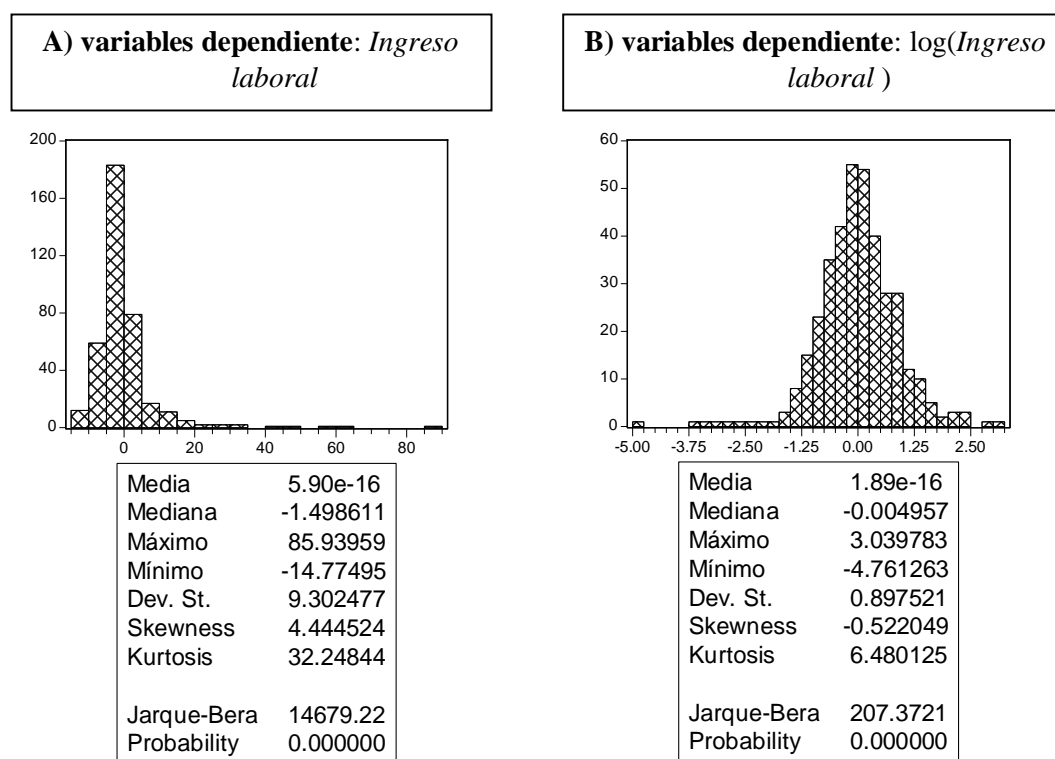 A) variables dependiente: Ingreso
laboral
B) variables dependiente: log(Ingreso
laboral )
200
160
120
80
40
0
0 20 40 60 80
Media 5.90e-16
Mediana -1.498611
Máximo 85.93959
Mínimo -14.77495
Dev. St. 9.302477
Skewness 4.444524
Kurtosis 32.24844
Jarque-Bera 14679.22
Probability 0.000000
60
50
40
30
20
10
0
-5.00 -3.75 -2.50 -1.25 0.00 1.25 2.50
Media 1.89e-16
Mediana -0.004957
Máximo 3.039783
Mínimo -4.761263
Dev. St. 0.897521
Skewness -0.522049
Kurtosis 6.480125
Jarque-Bera 207.3721
Probability 0.000000